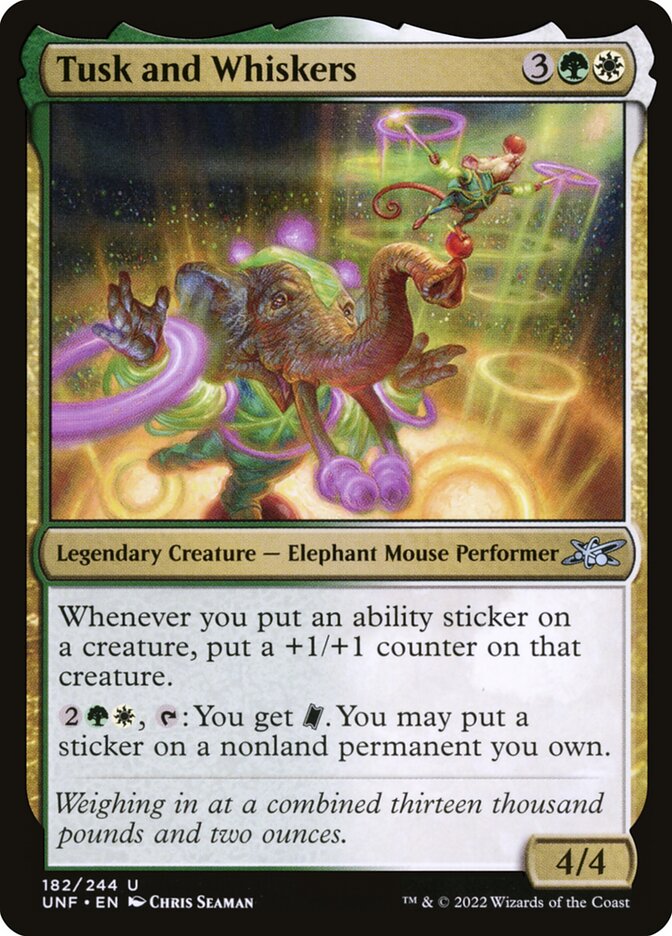 Tusk and Whiskers 3
Legendary Creature — Elephant Mouse Performer
Whenever you put an ability sticker on
a creature, put a +1/+1 counter on that
creature.
2, : You get . You may put a
sticker on a nonland permanent you own.
Weighing in at a combined thirteen thousand
pounds and two ounces.
4/4
182/244 U
UNF • EN Chris Seaman
™ & © 2022 Wizards of the Coast